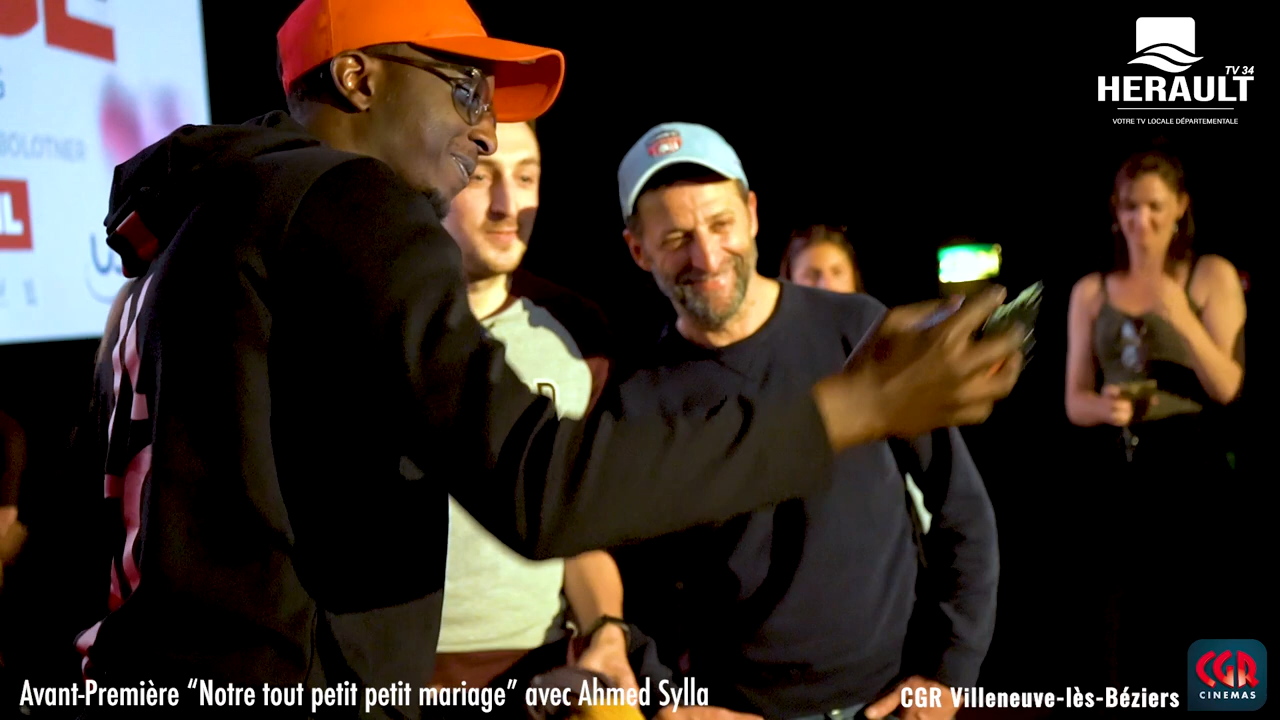 BOLOTNER
TV 34
HERAULT
VOTRE TV LOCALE DÉPARTEMENTALE
Avant-Première “Notre tout petit petit mariage” avec Ahmed Sylla
CGR Villeneuve-lès-Béziers
CGR
CINEMAS